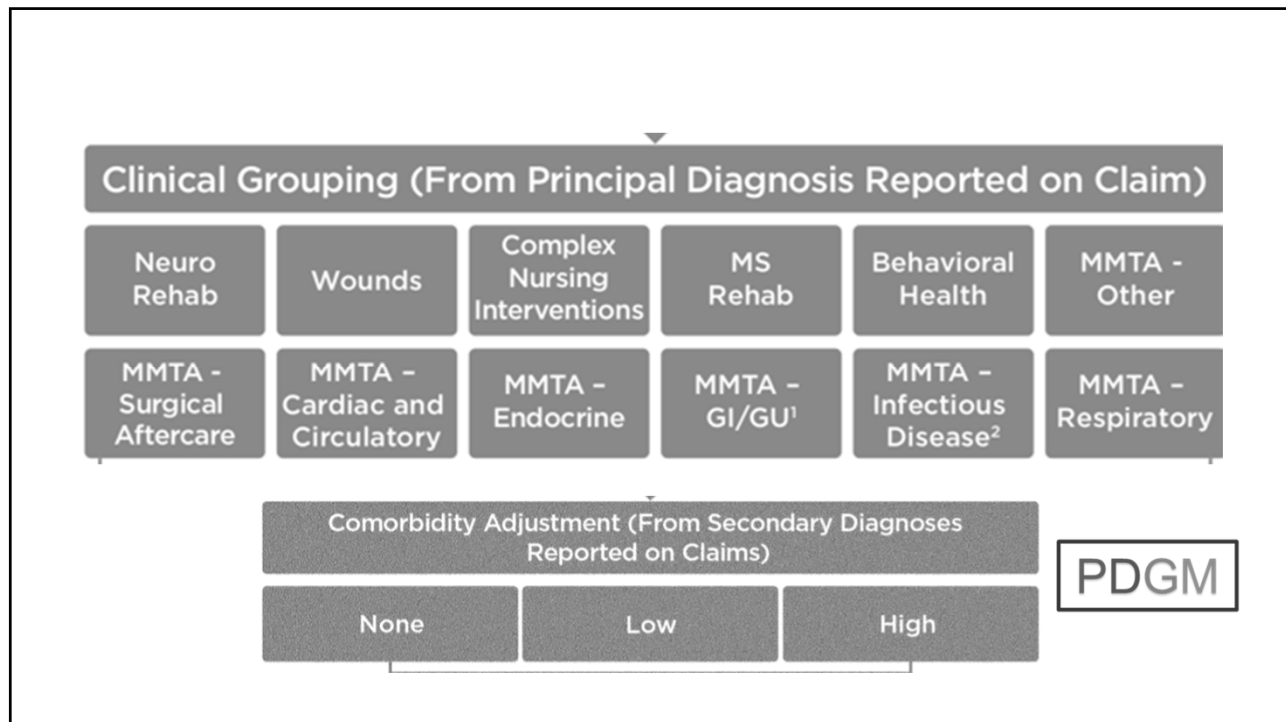 Clinical Grouping (From Principal Diagnosis Reported on Claim)
Neuro
Rehab
Wounds
Complex
Nursing
Interventions
MS
Rehab
Behavioral
Health
MMTA -
Other
MMTA -
Surgical
Aftercare
MMTA –
Cardiac and
Circulatory
MMTA –
Endocrine
MMTA –
GI/GU¹
MMTA –
Infectious
Disease²
MMTA –
Respiratory
Comorbidity Adjustment (From Secondary Diagnoses
Reported on Claims)
PDGM
None
Low
High